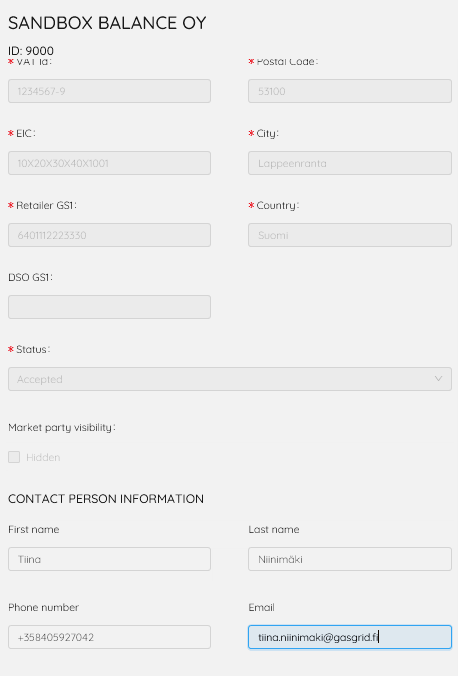 SANDBOX BALANCE OY
ID: 9000
* VAT Id: * Postal Code:
1234567-9 53100
* EIC: * City:
10X20X30X40X1001 Lappeenranta
* Retailer GS1: * Country:
6401112223330 Suomi
DSO GS1:
* Status:
Accepted
Market party visibility:
Hidden
CONTACT PERSON INFORMATION
First name Last name
Tiina Niinimäki
Phone number Email
+358405927042 tiina.niinimaki@gasgrid.fi